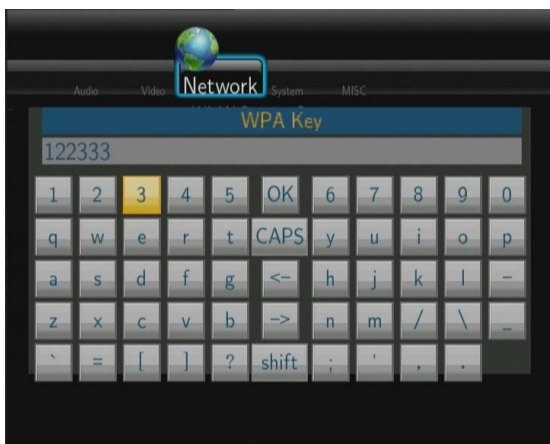 Audio Video Network System MISC
WPA Key
122333
1 2 3 4 5 OK 6 7 8 9 0
q w e r t CAPS y u i o p
a s d f g <- h j k l -
z x c v b -> n m / \ _
` = [ ] ? shift ; ' , .